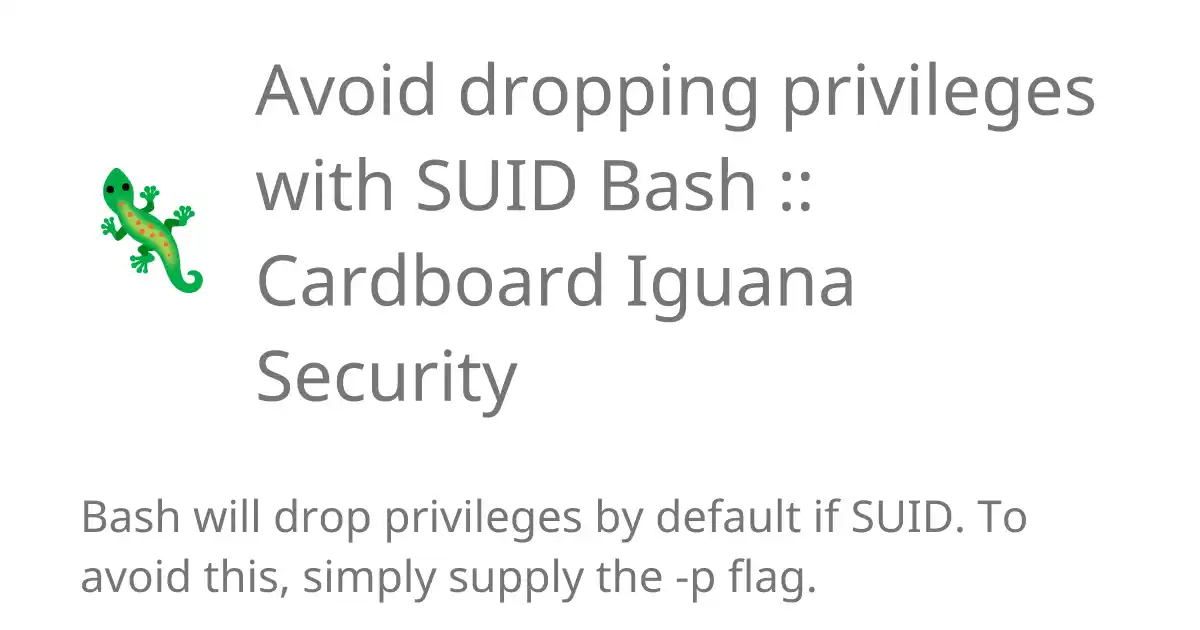 Avoid dropping privileges
with SUID Bash ::
Cardboard Iguana
Security
Bash will drop privileges by default if SUID. To
avoid this, simply supply the -p flag.